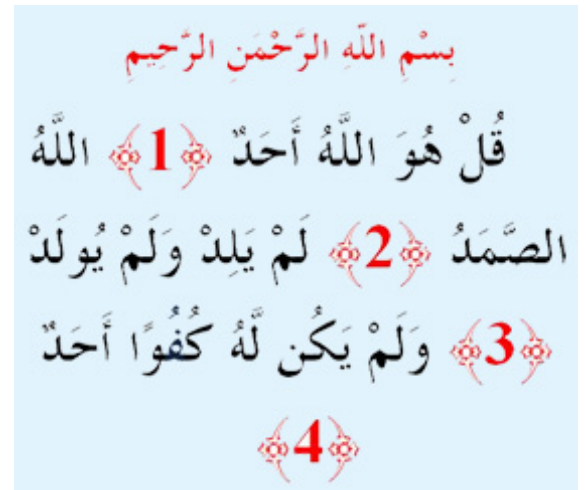 بِسْمِ اللّهِ الرَّحْمَنِ الرَّحِيمِ
قُلْ هُوَ اللَّهُ أَحَدٌ ﴿1﴾ اللَّهُ
الصَّمَدُ ﴿2﴾ لَمْ يَلِدْ وَلَمْ يُولَدْ
﴿3﴾ وَلَمْ يَكُن لَّهُ كُفُوًا أَحَدٌ
﴿4﴾